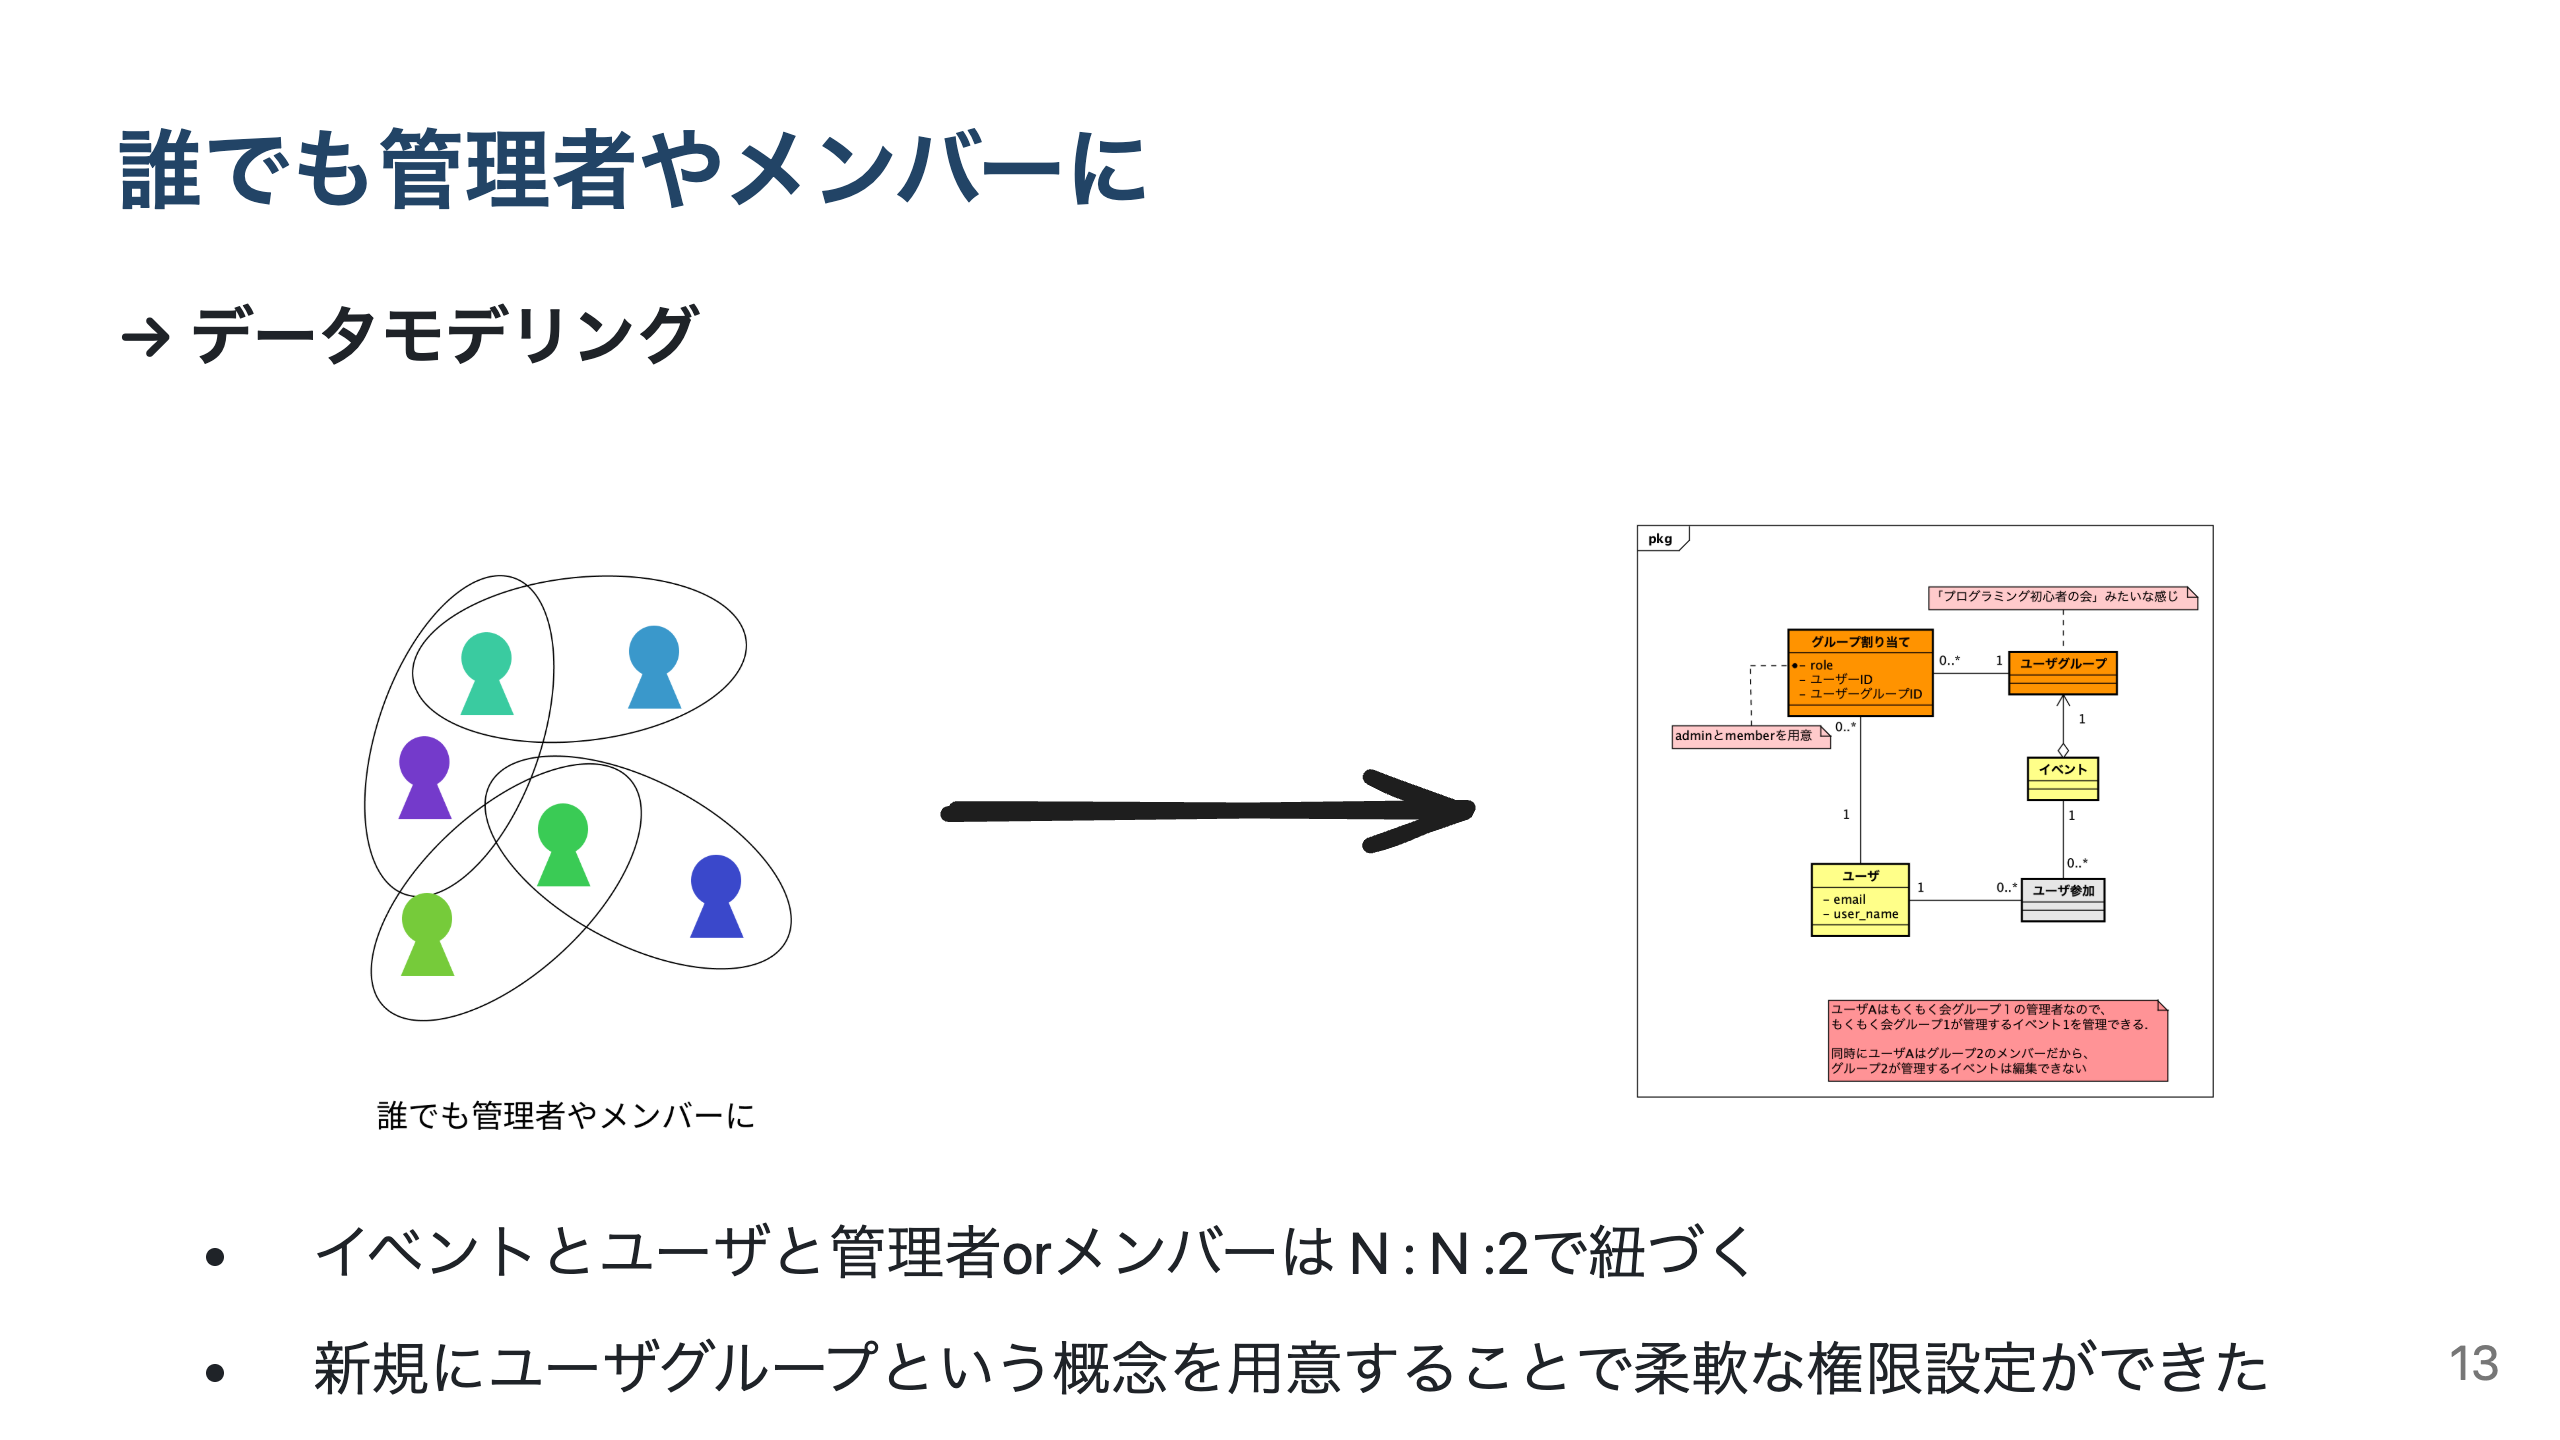 誰でも管理者やメンバーに
→ データモデリング
誰でも管理者やメンバーに
pkg
「プログラミング初心者の会」みたいな感じ
グループ割り当て
- role
- ユーザーID
- ユーザーグループID
0..*
1
ユーザグループ
adminとmemberを用意
0..*
1
イベント
1
1
0..*
ユーザ
- email
- user_name
1
0..*
ユーザ参加
ユーザAはもくもく会グループ１の管理者なので、
もくもく会グループ1が管理するイベント1を管理できる.
同時にユーザAはグループ2のメンバーだから、
グループ2が管理するイベントは編集できない
• イベントとユーザと管理者orメンバーは N : N :2で紐づく
• 新規にユーザグループという概念を用意することで柔軟な権限設定ができた
13